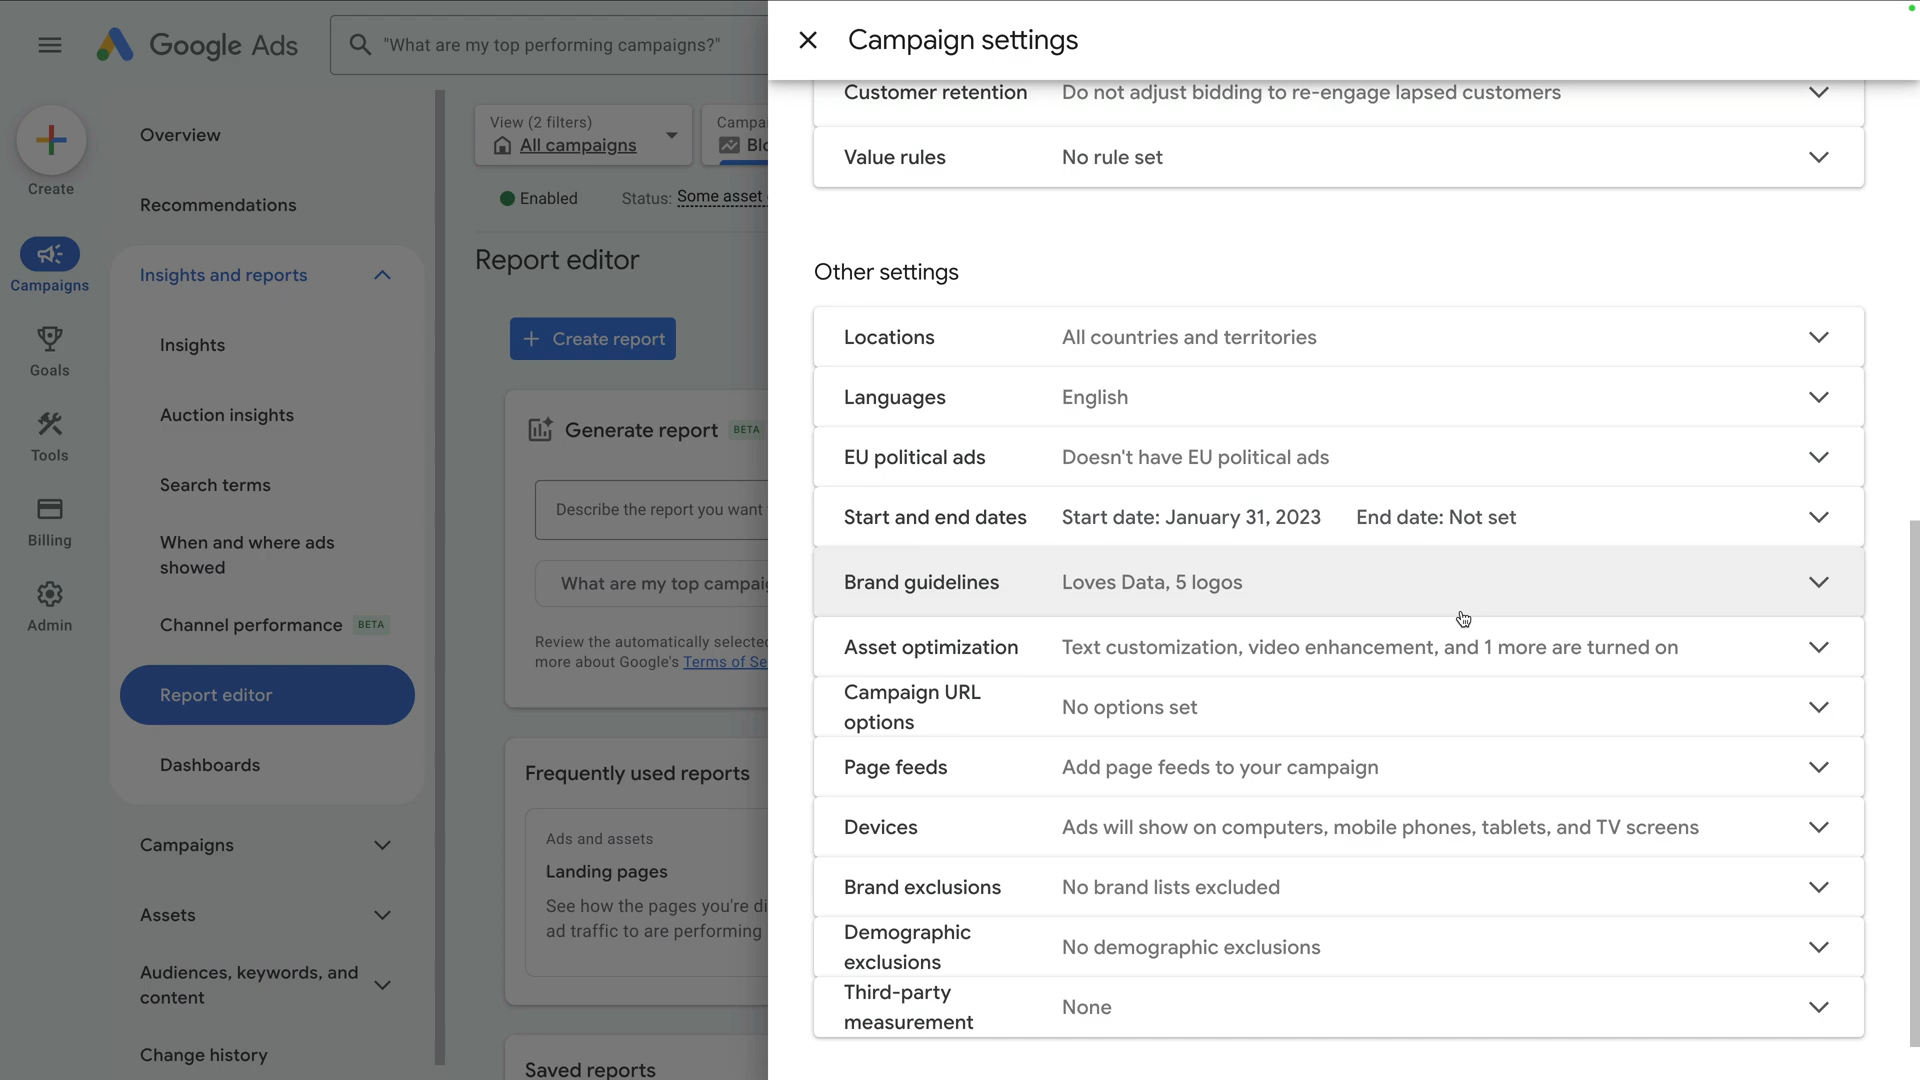 Google Ads
"What are my top performing campaigns?"
Create
Campaigns
Goals
Tools
Billing
Admin
Overview
Recommendations
Insights and reports
Insights
Auction insights
Search terms
When and where ads
showed
Channel performance BETA
Report editor
Dashboards
Campaigns
Assets
Audiences, keywords, and
content
Change history
View (2 filters)
All campaigns
Enabled
Status: Some asset
Report editor
Create report
Generate report BETA
Describe the report you want
What are my top
Review the automatically
more about Google's Terms of
Frequently used reports
Ads and assets
Landing pages
See how the pages you're
ad traffic to are performing
Saved reports
Campaign settings
Customer retention Do not adjust bidding to re-engage lapsed customers
Value rules No rule set
Other settings
Locations All countries and territories
Languages English
EU political ads Doesn't have EU political ads
Start and end dates Start date: January 31, 2023 End date: Not set
Brand guidelines Loves Data, 5 logos
Asset optimization Text customization, video enhancement, and 1 more are turned on
Campaign URL
options
No options set
Page feeds Add page feeds to your campaign
Devices Ads will show on computers, mobile phones, tablets, and TV screens
Brand exclusions No brand lists excluded
Demographic
exclusions
No demographic exclusions
Third-party
measurement
None